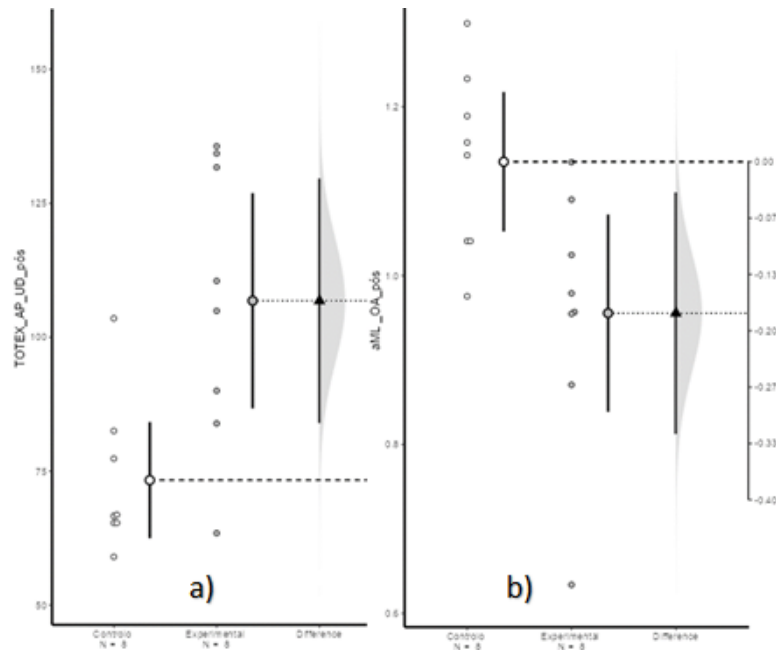 TOTEX_AP_UD_pós
150
125
100
75
50
a)
Controlo
N = 8
Experimental
N = 8
Difference
aML_OA_pós
1.2
1.0
0.8
0.6
b)
Controlo
N = 8
Experimental
N = 8
Difference
0.00
-0.07
-0.13
-0.20
-0.27
-0.33
-0.40